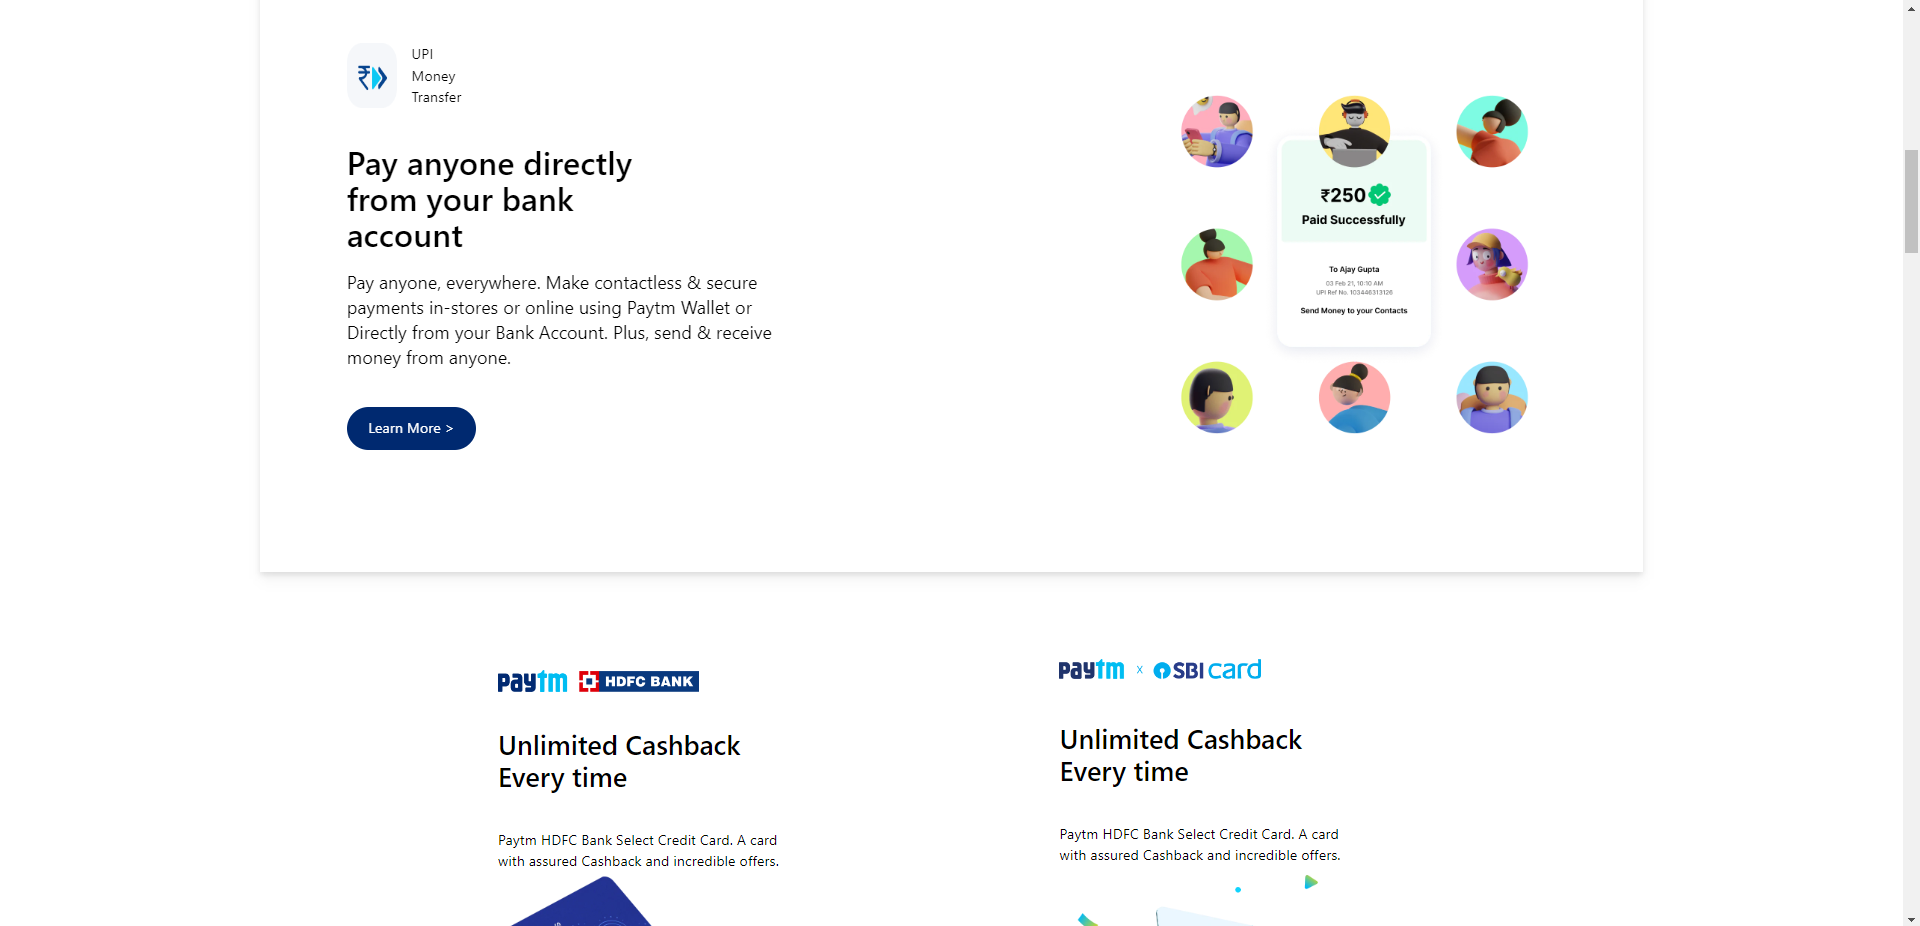 UPI
Money
Transfer
Pay anyone directly
from your bank
account
Pay anyone, everywhere. Make contactless & secure
payments in-stores or online using Paytm Wallet or
Directly from your Bank Account. Plus, send & receive
money from anyone.
Learn More >
₹250
Paid Successfully
To Ajay Gupta
03 Feb 21, 10:10 AM
UPI Ref No. 103446313126
Send Money to your Contacts
paytm HDFC BANK
Unlimited Cashback
Every time
Paytm HDFC Bank Select Credit Card. A card
with assured Cashback and incredible offers.
paytm x SBI card
Unlimited Cashback
Every time
Paytm HDFC Bank Select Credit Card. A card
with assured Cashback and incredible offers.